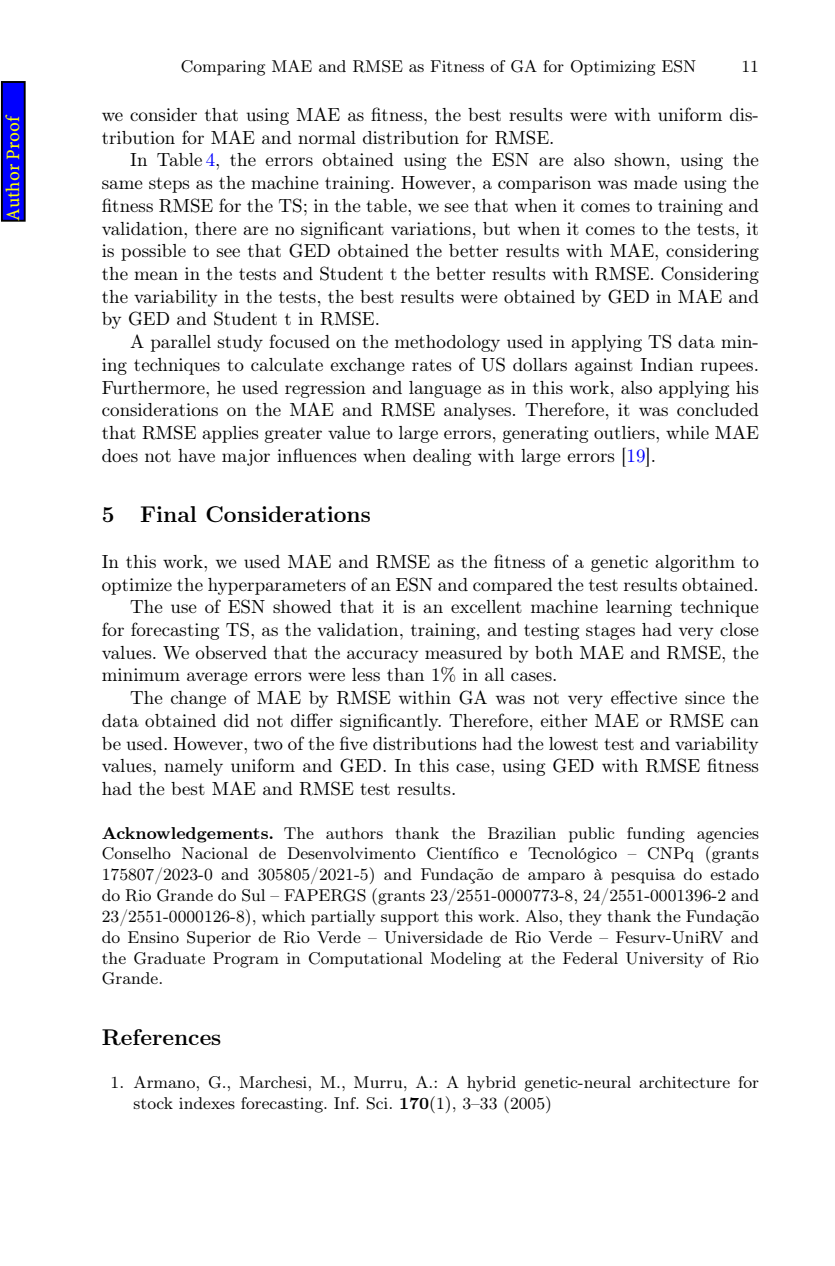 Comparing MAE and RMSE as Fitness of GA for Optimizing ESN 11
Author Proof
we consider that using MAE as fitness, the best results were with uniform dis-
tribution for MAE and normal distribution for RMSE.
In Table 4, the errors obtained using the ESN are also shown, using the
same steps as the machine training. However, a comparison was made using the
fitness RMSE for the TS; in the table, we see that when it comes to training and
validation, there are no significant variations, but when it comes to the tests, it
is possible to see that GED obtained the better results with MAE, considering
the mean in the tests and Student t the better results with RMSE. Considering
the variability in the tests, the best results were obtained by GED in MAE and
by GED and Student t in RMSE.
A parallel study focused on the methodology used in applying TS data min-
ing techniques to calculate exchange rates of US dollars against Indian rupees.
Furthermore, he used regression and language as in this work, also applying his
considerations on the MAE and RMSE analyses. Therefore, it was concluded
that RMSE applies greater value to large errors, generating outliers, while MAE
does not have major influences when dealing with large errors [19].
5 Final Considerations
In this work, we used MAE and RMSE as the fitness of a genetic algorithm to
optimize the hyperparameters of an ESN and compared the test results obtained.
The use of ESN showed that it is an excellent machine learning technique
for forecasting TS, as the validation, training, and testing stages had very close
values. We observed that the accuracy measured by both MAE and RMSE, the
minimum average errors were less than 1% in all cases.
The change of MAE by RMSE within GA was not very effective since the
data obtained did not differ significantly. Therefore, either MAE or RMSE can
be used. However, two of the five distributions had the lowest test and variability
values, namely uniform and GED. In this case, using GED with RMSE fitness
had the best MAE and RMSE test results.
Acknowledgements. The authors thank the Brazilian public funding agencies
Conselho Nacional de Desenvolvimento Científico e Tecnológico – CNPq (grants
175807/2023-0 and 305805/2021-5) and Fundação de amparo à pesquisa do estado
do Rio Grande do Sul – FAPERGS (grants 23/2551-0000773-8, 24/2551-0001396-2 and
23/2551-0000126-8), which partially support this work. Also, they thank the Fundação
do Ensino Superior de Rio Verde – Universidade de Rio Verde – Fesurv-UniRV and
the Graduate Program in Computational Modeling at the Federal University of Rio
Grande.
References
1. Armano, G., Marchesi, M., Murru, A.: A hybrid genetic-neural architecture for
stock indexes forecasting. Inf. Sci. 170(1), 3–33 (2005)